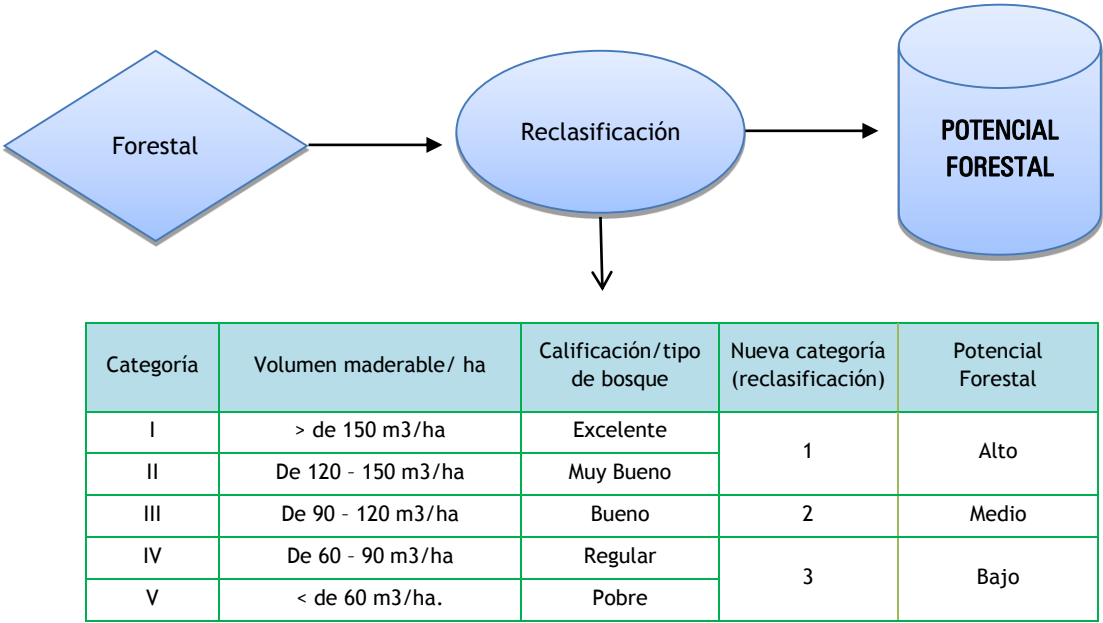 Forestal
Reclasificación
POTENCIAL
FORESTAL
Categoría
Volumen maderable/ ha
Calificación/tipo
de bosque
Nueva categoría
(reclasificación)
Potencial
Forestal
I
> de 150 m3/ha
Excelente
1
Alto
II
De 120 – 150 m3/ha
Muy Bueno
III
De 90 – 120 m3/ha
Bueno
2
Medio
IV
De 60 – 90 m3/ha
Regular
3
Bajo
V
< de 60 m3/ha.
Pobre